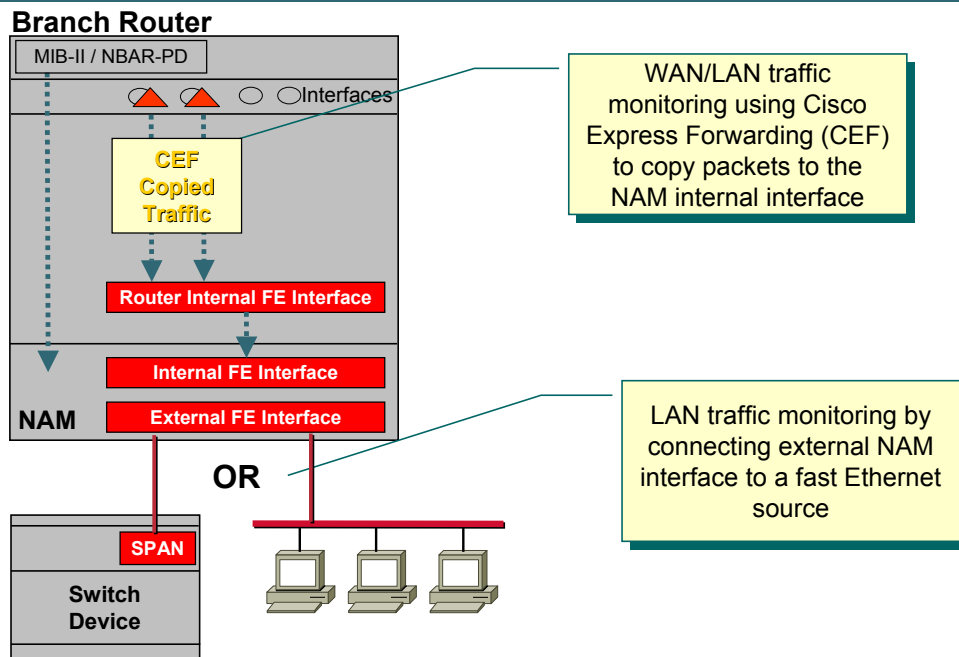 Branch Router
MIB-II / NBAR-PD
Interfaces
CEF
Copied
Traffic
WAN/LAN traffic
monitoring using Cisco
Express Forwarding (CEF)
to copy packets to the
NAM internal interface
Router Internal FE Interface
Internal FE Interface
NAM
External FE Interface
OR
LAN traffic monitoring by
connecting external NAM
interface to a fast Ethernet
source
SPAN
Switch
Device